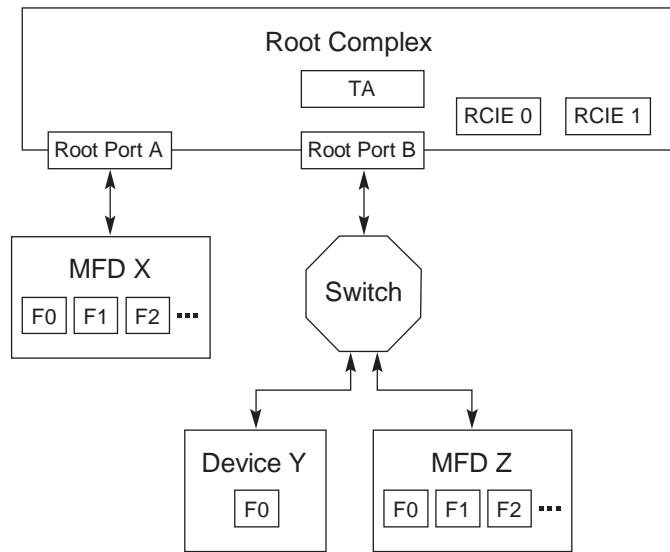 Root Complex
TA
RCIE 0 RCIE 1
Root Port A Root Port B
MFD X
F0 F1 F2
Switch
Device Y MFD Z
F0 F0 F1 F2